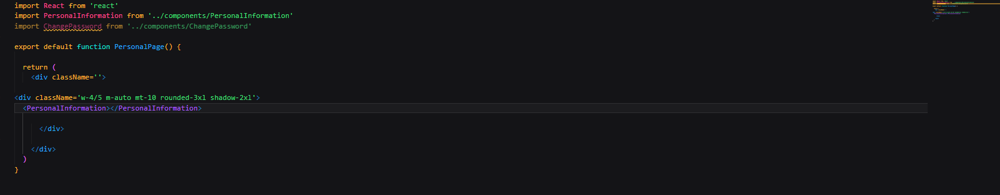 import React from 'react'
import PersonalInformation from '../components/PersonalInformation'
import ChangePassword from '../components/ChangePassword'
export default function PersonalPage() {
return (
<div className=''>
<div className='w-4/5 m-auto mt-10 rounded-3xl shadow-2xl'>
<PersonalInformation></PersonalInformation>
</div>
</div>
)
}